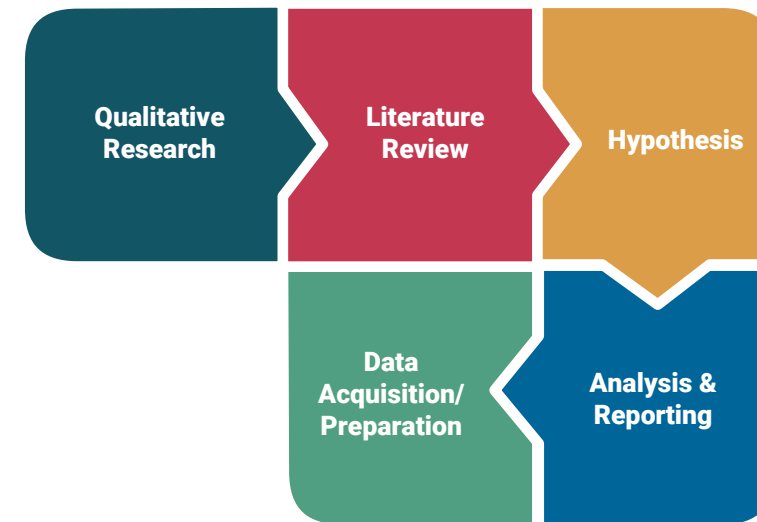 Qualitative
Research
Literature
Review
Hypothesis
Data
Acquisition/
Preparation
Analysis &
Reporting